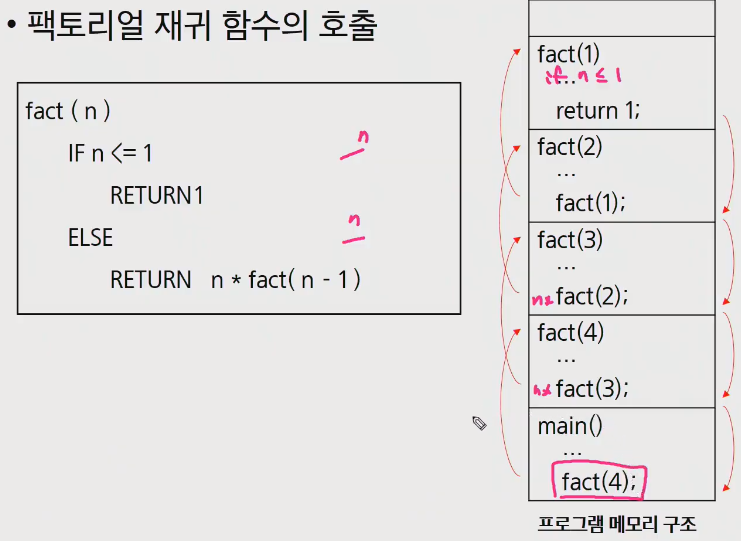 • 팩토리얼 재귀 함수의 호출
fact ( n )
IF n <= 1
n
RETURN1
n
ELSE
RETURN n * fact( n - 1 )
fact(1)
if n ≤ 1
...
return 1;
fact(2)
...
fact(1);
fact(3)
...
n* fact(2);
fact(4)
...
n* fact(3);
main()
...
fact(4);
프로그램 메모리 구조